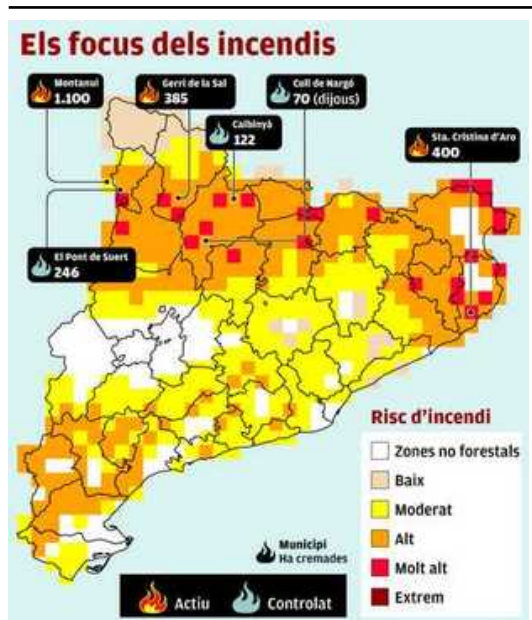 Els focus dels incendis
Montanui
1.100
Gerri de la Sal
385
Coll de Nargó
70 (dijous)
Calbinyà
122
Sta. Cristina d'Aro
400
El Pont de Suert
246
Risc d'incendi
Zones no forestals
Baix
Moderat
Alt
Molt alt
Extrem
Municipi
Ha cremades
Actiu
Controlat